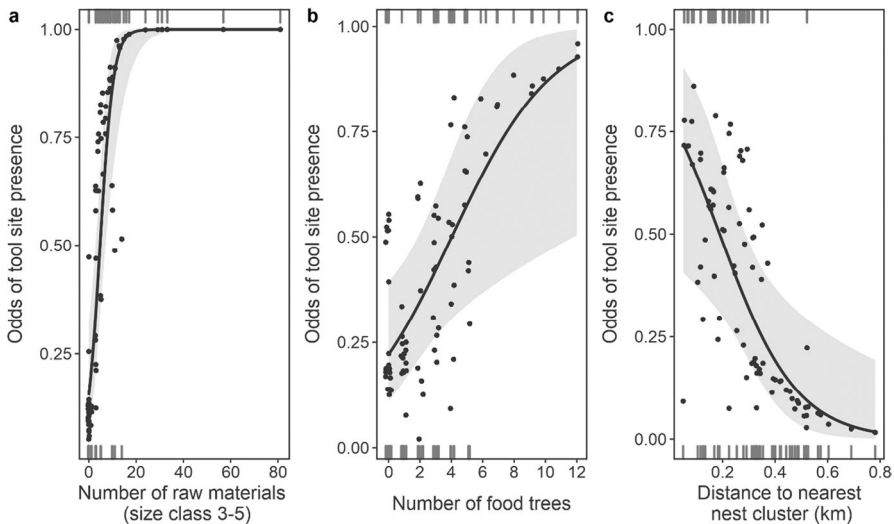 a
Odds of tool site presence
1.00
0.75
0.50
0.25
0 20 40 60 80
Number of raw materials
(size class 3-5)
b
Odds of tool site presence
1.00
0.75
0.50
0.25
0.00
0 2 4 6 8 10 12
Number of food trees
c
Odds of tool site presence
1.00
0.75
0.50
0.25
0.00
0.2 0.4 0.6 0.8
Distance to nearest
nest cluster (km)